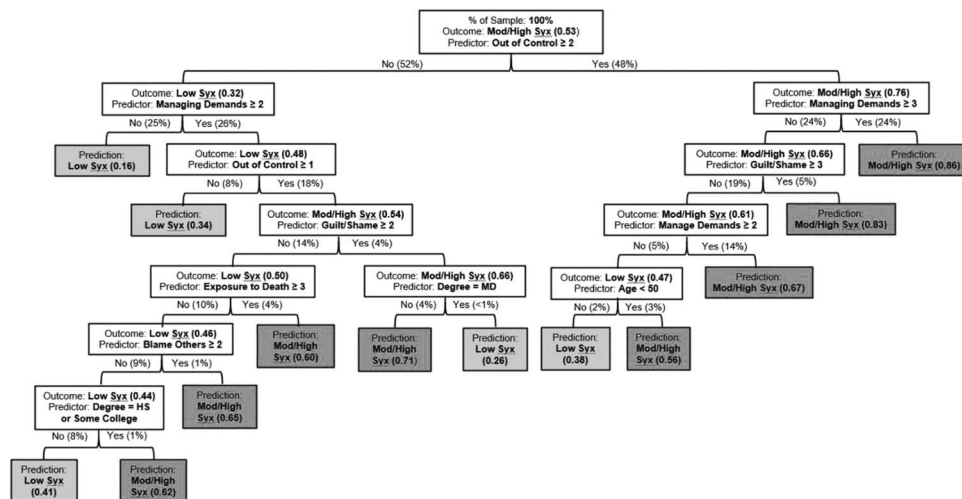 % of Sample: 100%
Outcome: Mod/High Syx (0.53)
Predictor: Out of Control ≥ 2
No (52%)
Yes (48%)
Outcome: Low Syx (0.32)
Predictor: Managing Demands ≥ 2
Outcome: Mod/High Syx (0.76)
Predictor: Managing Demands ≥ 3
No (25%)
Yes (26%)
No (24%)
Yes (24%)
Prediction:
Low Syx (0.16)
Outcome: Low Syx (0.48)
Predictor: Out of Control ≥ 1
Outcome: Mod/High Syx (0.66)
Predictor: Guilt/Shame ≥ 3
Prediction:
Mod/High Syx (0.86)
No (8%)
Yes (18%)
No (19%)
Yes (5%)
Prediction:
Low Syx (0.34)
Outcome: Mod/High Syx (0.54)
Predictor: Guilt/Shame ≥ 2
Outcome: Mod/High Syx (0.61)
Predictor: Manage Demands ≥ 2
Prediction:
Mod/High Syx (0.83)
No (14%)
Yes (4%)
No (5%)
Yes (14%)
Outcome: Low Syx (0.50)
Predictor: Exposure to Death ≥ 3
Outcome: Mod/High Syx (0.66)
Predictor: Degree = MD
Outcome: Low Syx (0.47)
Predictor: Age < 50
Prediction:
Mod/High Syx (0.67)
No (10%)
Yes (4%)
No (4%)
Yes (<1%)
No (2%)
Yes (3%)
Outcome: Low Syx (0.46)
Predictor: Blame Others ≥ 2
Prediction:
Mod/High
Syx (0.60)
Prediction:
Mod/High
Syx (0.71)
Prediction:
Low Syx
(0.26)
Prediction:
Low Syx
(0.38)
Prediction:
Mod/High
Syx (0.56)
No (9%)
Yes (1%)
Outcome: Low Syx (0.44)
Predictor: Degree = HS
or Some College
Prediction:
Mod/High
Syx (0.65)
No (8%)
Yes (1%)
Prediction:
Low Syx
(0.41)
Prediction:
Mod/High
Syx (0.62)